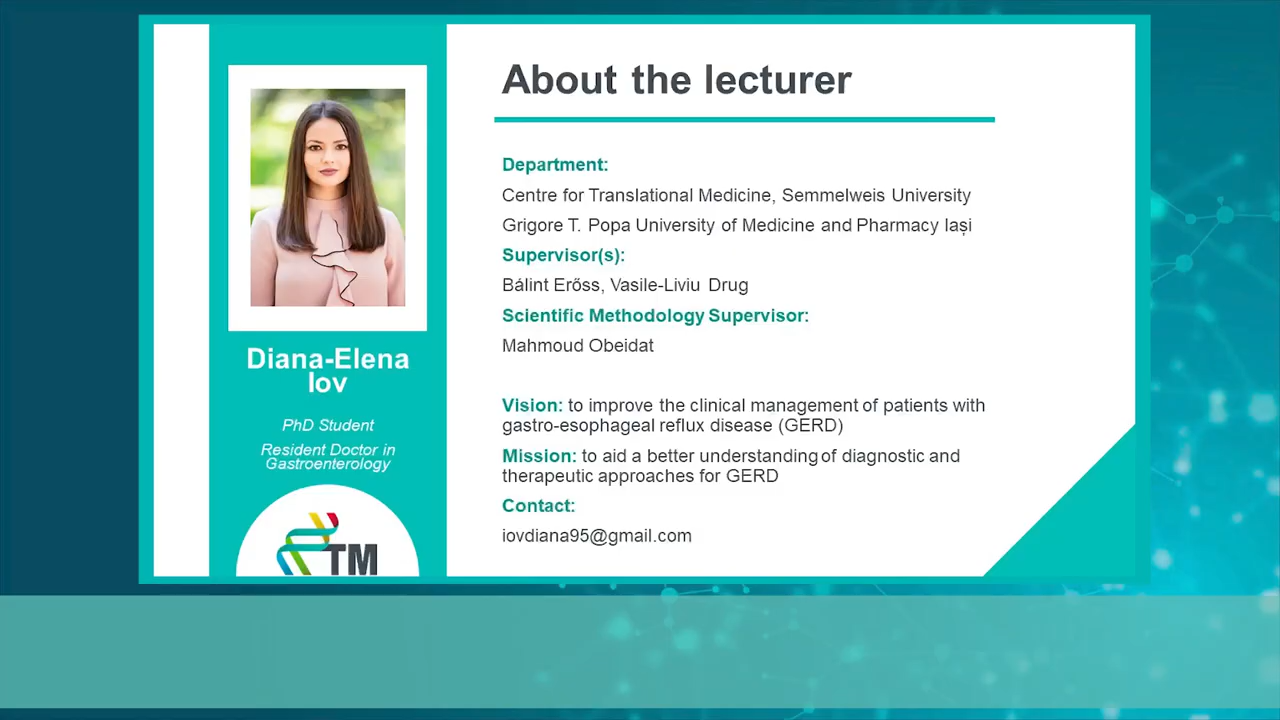 About the lecturer
Department:
Centre for Translational Medicine, Semmelweis University
Grigore T. Popa University of Medicine and Pharmacy Iași
Supervisor(s):
Bálint Erőss, Vasile-Liviu Drug
Scientific Methodology Supervisor:
Mahmoud Obeidat
Vision: to improve the clinical management of patients with
gastro-esophageal reflux disease (GERD)
Mission: to aid a better understanding of diagnostic and
therapeutic approaches for GERD
Contact:
iovdiana95@gmail.com
Diana-Elena
Iov
PhD Student
Resident Doctor in
Gastroenterology
TM